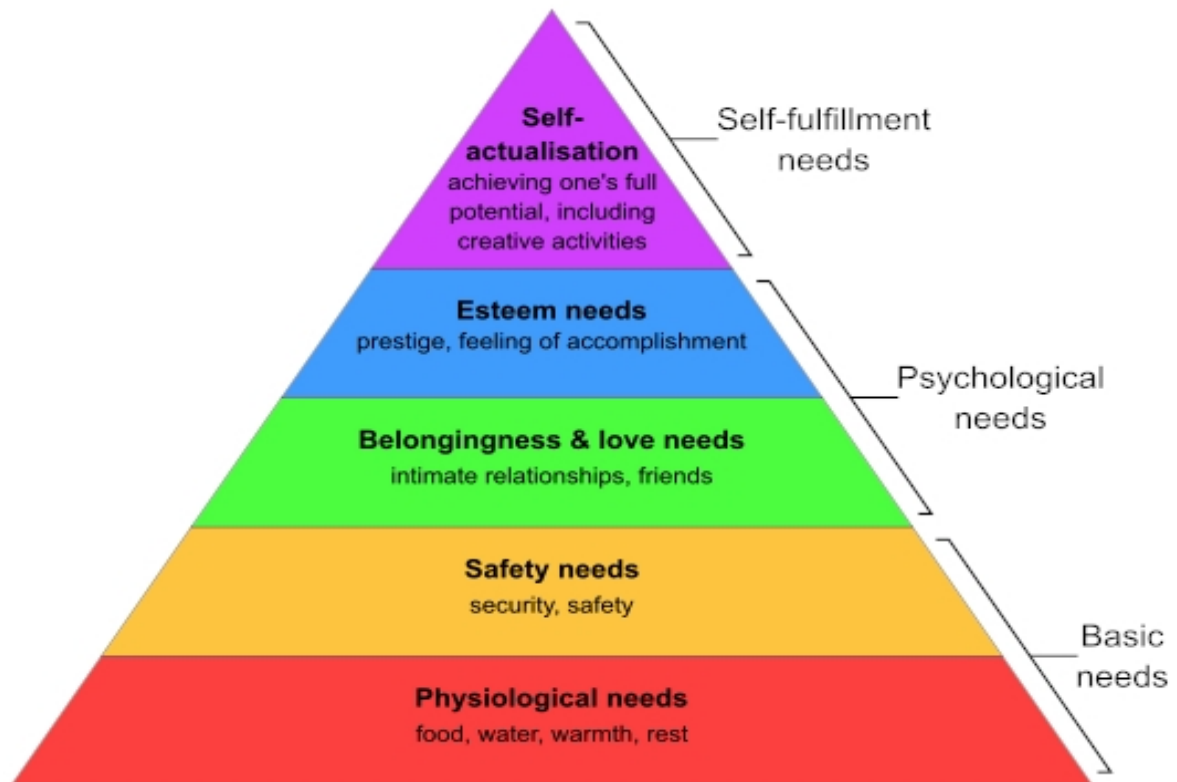 Self-
actualisation
achieving one's full
potential, including
creative activities
Self-fulfillment
needs
Esteem needs
prestige, feeling of accomplishment
Psychological
needs
Belongingness & love needs
intimate relationships, friends
Safety needs
security, safety
Basic
needs
Physiological needs
food, water, warmth, rest